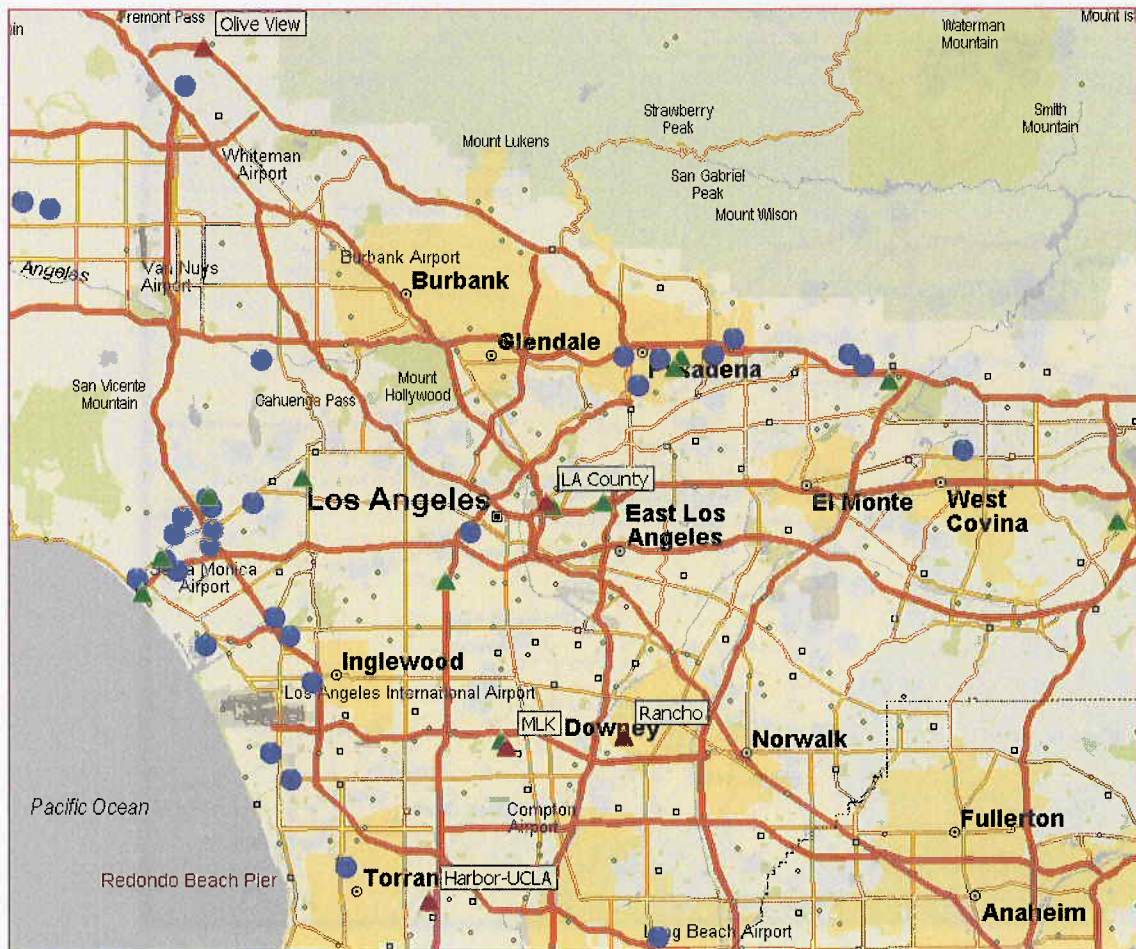 Fremont Pass
Olive View
Mount Is
ain
Waterman
Mountain
Strawberry
Peak
Smith
Mountain
Mount Lukens
Whiteman
Airport
San Gabriel
Peak
Mount Wilson
Angeles
Van Nuys
Airport
Burbank Airport
Burbank
Glendale
Pasadena
San Vicente
Mountain
Mount
Hollywood
Cahuenga Pass
LA County
Los Angeles
East Los
Angeles
El Monte
West
Covina
Monica
Airport
Inglewood
Los Angeles International Airport
MLK
Downey
Rancho
Norwalk
Pacific Ocean
Compton
Airport
Fullerton
Redondo Beach Pier
Torran
Harbor-UCLA
Anaheim
Long Beach Airport